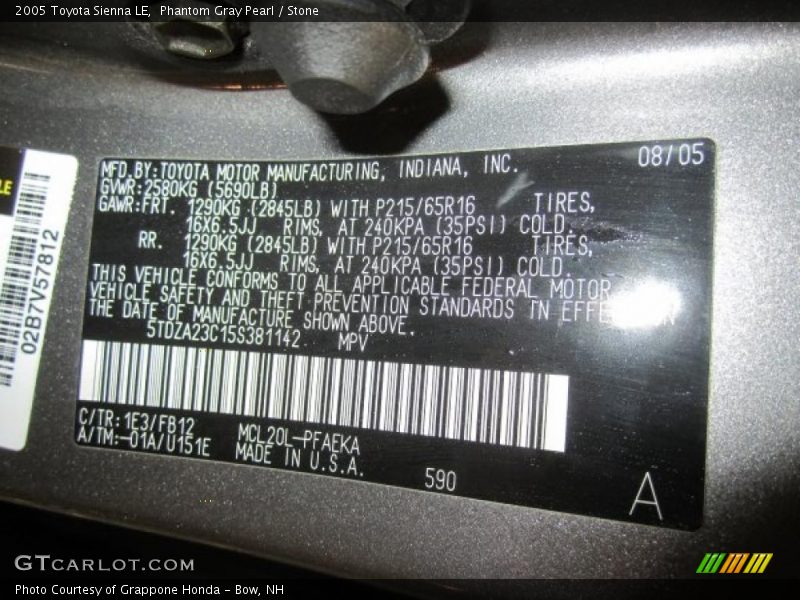 2005 Toyota Sienna LE, Phantom Gray Pearl / Stone
08/05
MFD.BY:TOYOTA MOTOR MANUFACTURING, INDIANA, INC.
GVWR:2580KG (5690LB)
GAWR:FRT. 1290KG (2845LB) WITH P215/65R16 TIRES,
16X6.5JJ RIMS, AT 240KPA (35PSI) COLD.
RR. 1290KG (2845LB) WITH P215/65R16 TIRES,
16X6.5JJ RIMS, AT 240KPA (35PSI) COLD.
THIS VEHICLE CONFORMS TO ALL APPLICABLE FEDERAL MOTOR
VEHICLE SAFETY AND THEFT PREVENTION STANDARDS IN
THE DATE OF MANUFACTURE SHOWN ABOVE.
5TDZA23C15S381142 MPV
C/TR:1E3/FB12
A/TM:-01A/U151E
MCL20L-PFAEKA
MADE IN U.S.A.
590
A
02B7V57812
GTCARLOT.COM
Photo Courtesy of Grappone Honda - Bow, NH